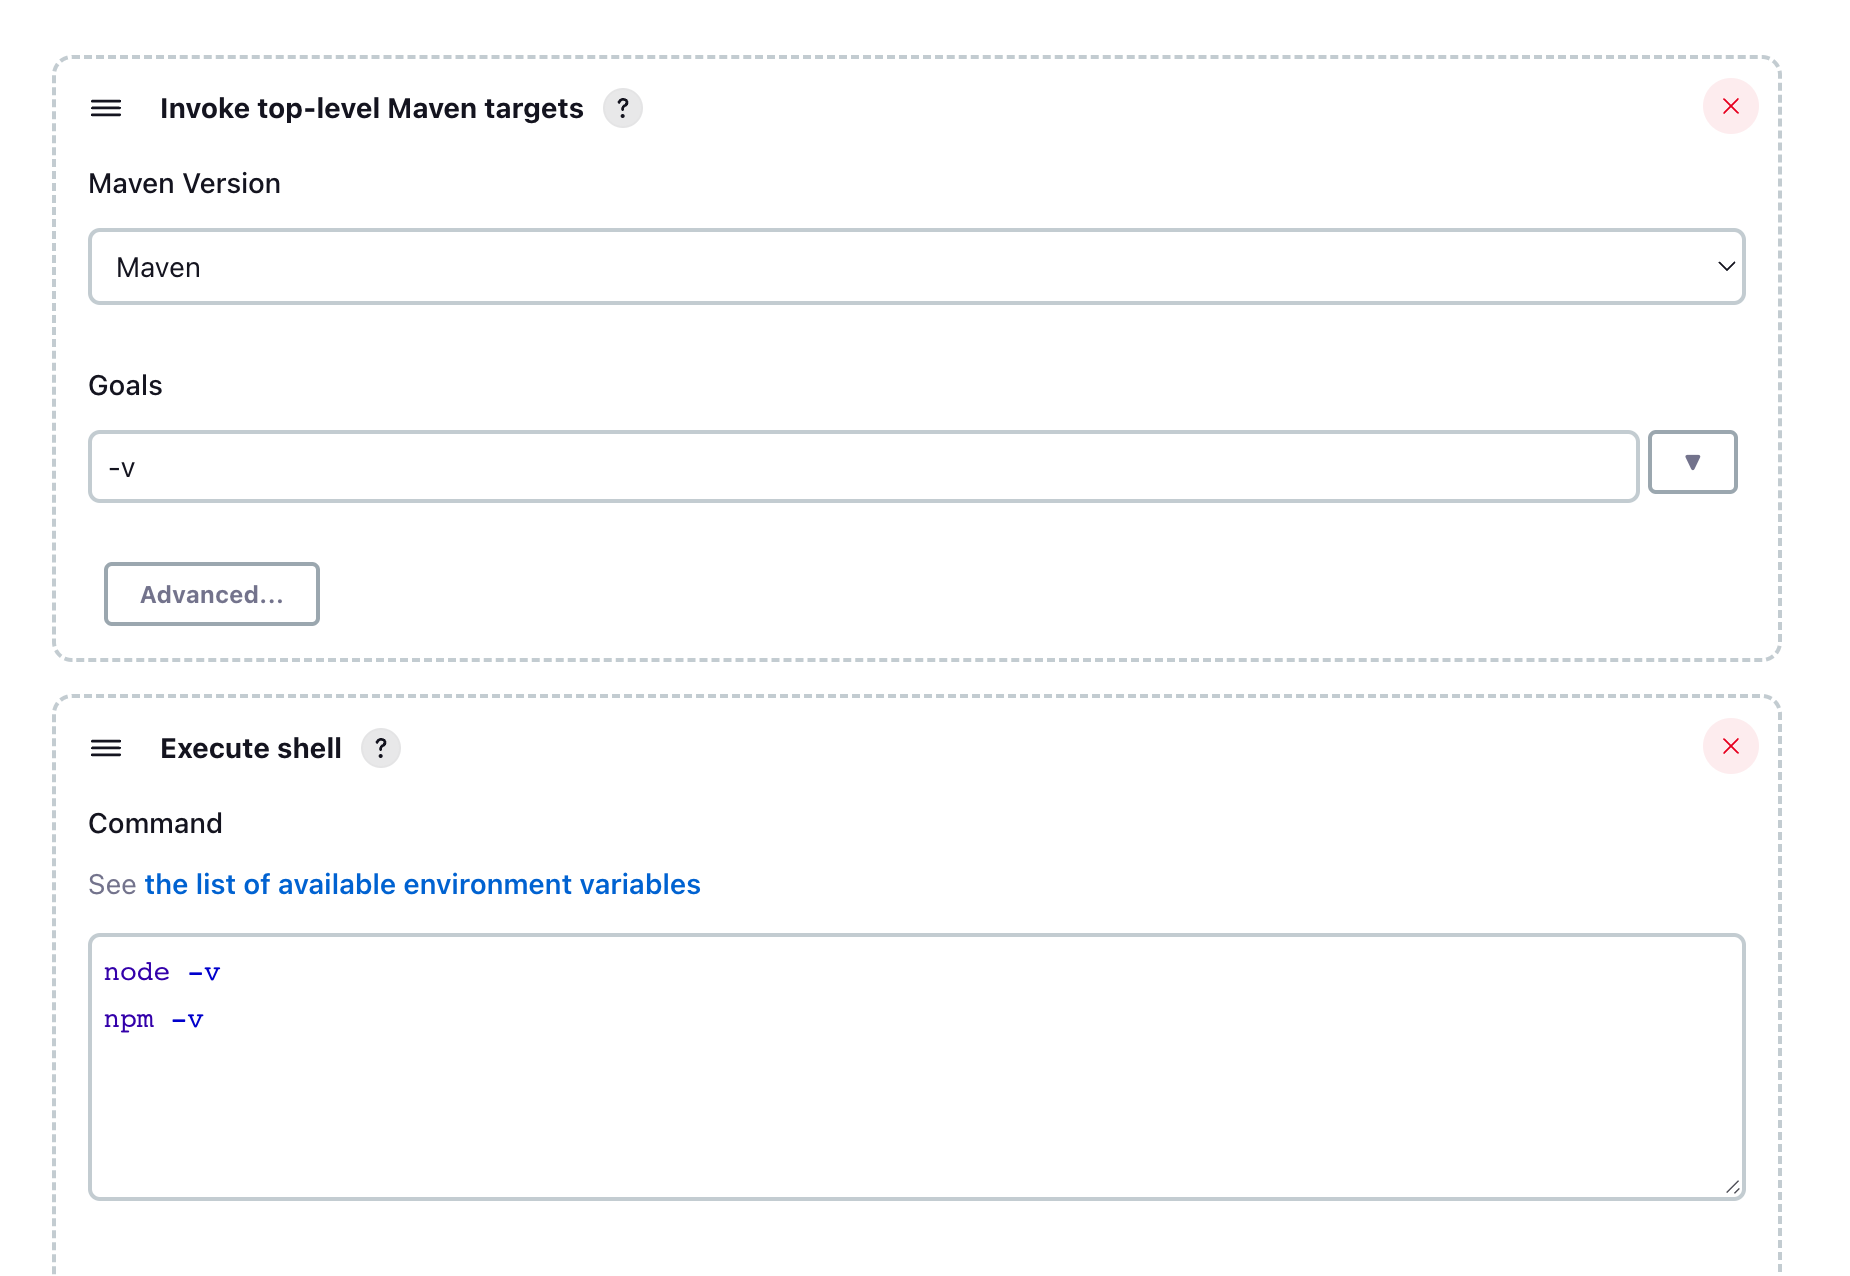 Invoke top-level Maven targets ?
Maven Version
Maven
Goals
-v
Advanced...
Execute shell ?
Command
See the list of available environment variables
node -v
npm -v